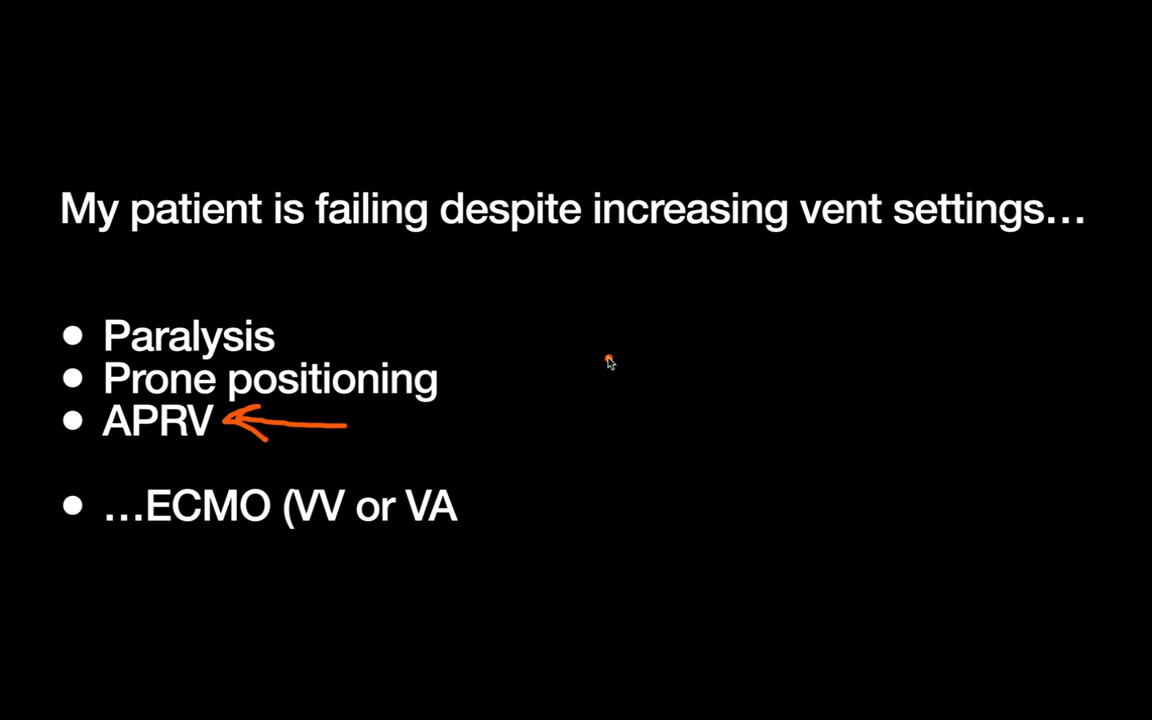 My patient is failing despite increasing vent settings…
● Paralysis
● Prone positioning
● APRV
● …ECMO (VV or VA